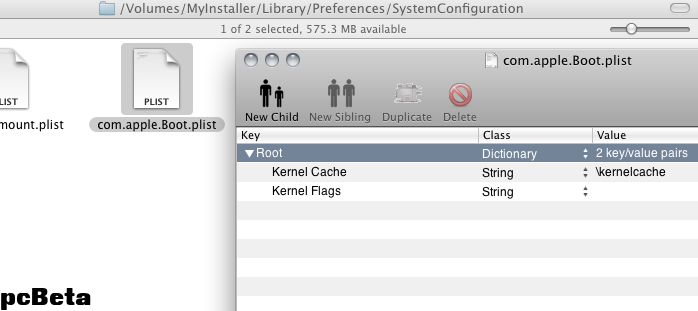 /Volumes/MyInstaller/Library/Preferences/SystemConfiguration
1 of 2 selected, 575.3 MB available
LIST
mount.plist
PLIST
com.apple.Boot.plist
com.apple.Boot.plist
New Child New Sibling Duplicate Delete
Key Class Value
Root Dictionary 2 key/value pairs
Kernel Cache String \kernelcache
Kernel Flags String
pcBeta